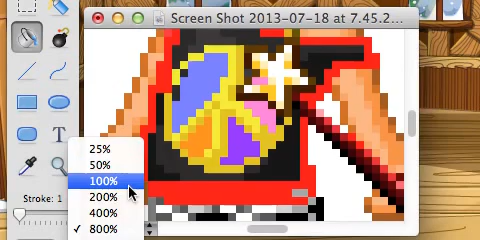 Screen Shot 2013-07-18 at 7.45.2...
T
25%
50%
100%
200%
400%
✓ 800%
Stroke: 1